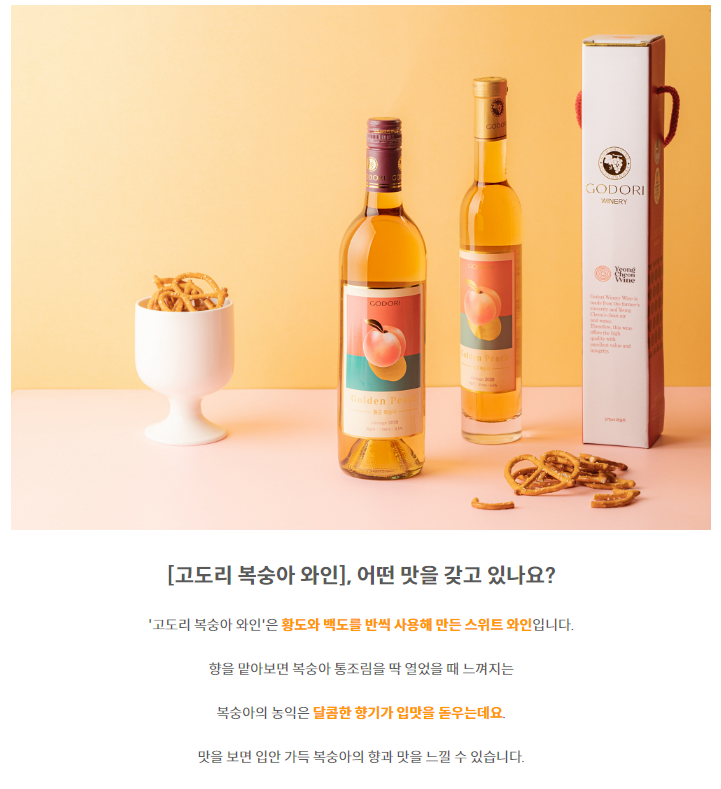 GODORI
WINERY
Yeong
Cheon
Wine
GODORI
Golden Peach
[고도리 복숭아 와인], 어떤 맛을 갖고 있나요?
'고도리 복숭아 와인'은 황도와 백도를 반씩 사용해 만든 스위트 와인입니다.
향을 맡아보면 복숭아 통조림을 딱 열었을 때 느껴지는
복숭아의 농익은 달콤한 향기가 입맛을 돋우는데요.
맛을 보면 입안 가득 복숭아의 향과 맛을 느낄 수 있습니다.